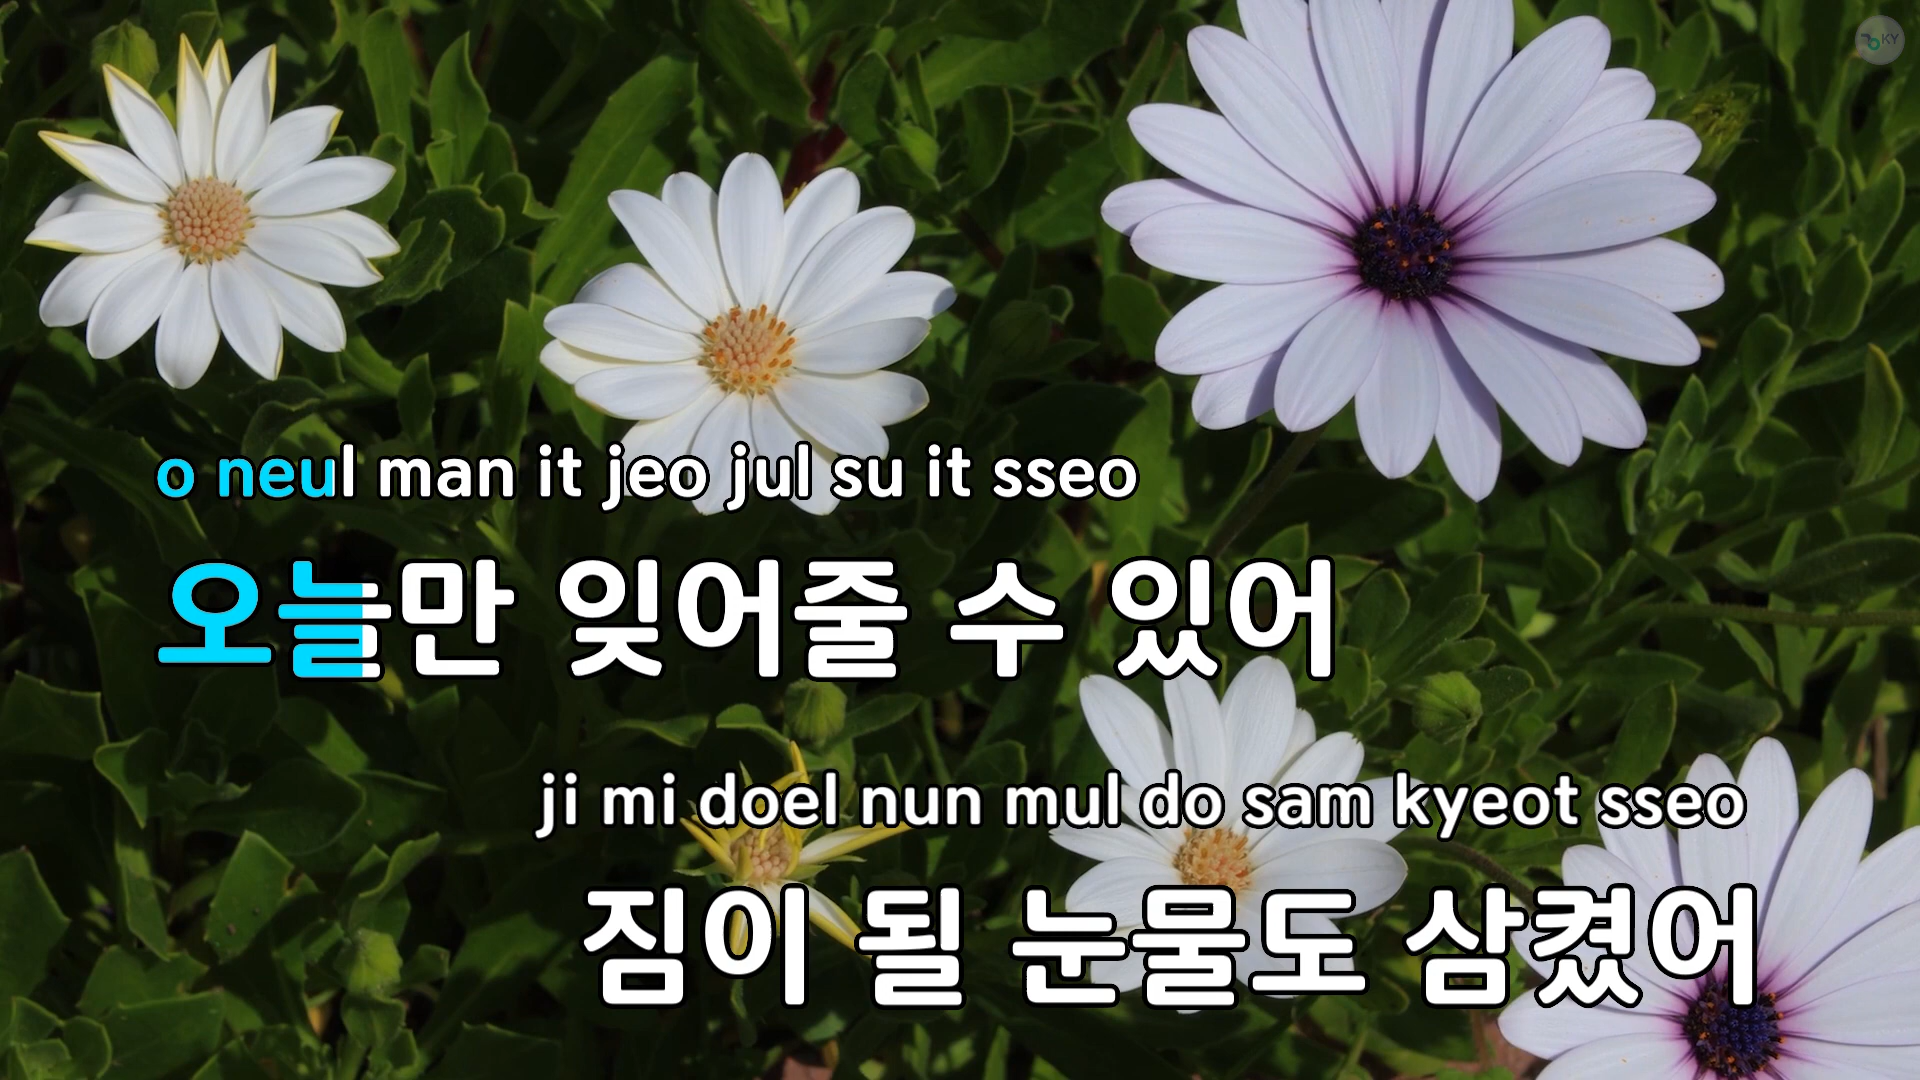 KY
o neul man it jeo jul su it sseo
오늘만 잊어줄 수 있어
ji mi doel nun mul do sam kyeot sseo
짐이 될 눈물도 삼켰어